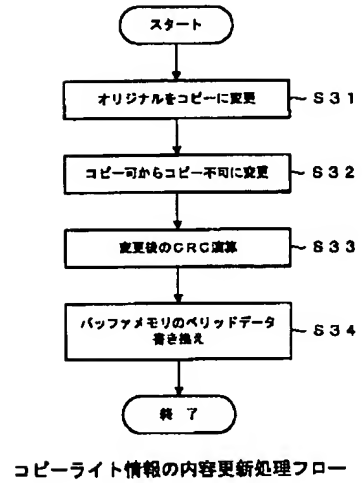 スタート
オリジナルをコピーに変更
S31
コピー可からコピー不可に変更
S32
変更後のCRC演算
S33
バッファメモリのベリッドデータ
書き換え
S34
終了
コピーライト情報の内容更新処理フロー